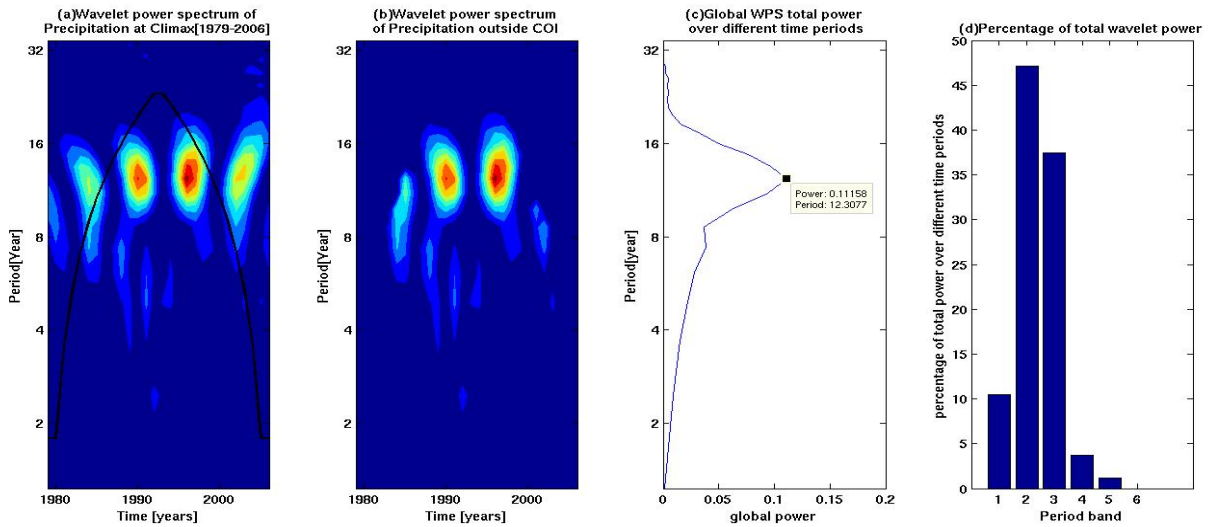 (a)Wavelet power spectrum of
Precipitation at Climax[1979-2006]
32
16
8
4
2
Period[Year]
1980
1990
2000
Time [years]
(b)Wavelet power spectrum
of Precipitation outside COI
32
16
8
4
2
Period[Year]
1980
1990
2000
Time [years]
(c)Global WPS total power
over different time periods
32
16
8
4
2
Period[year]
Power: 0.11158
Period: 12.3077
0
0.05
0.1
0.15
0.2
global power
(d)Percentage of total wavelet power
50
45
40
35
30
25
20
15
10
5
0
percentage of total power over different time periods
1
2
3
4
5
6
Period band